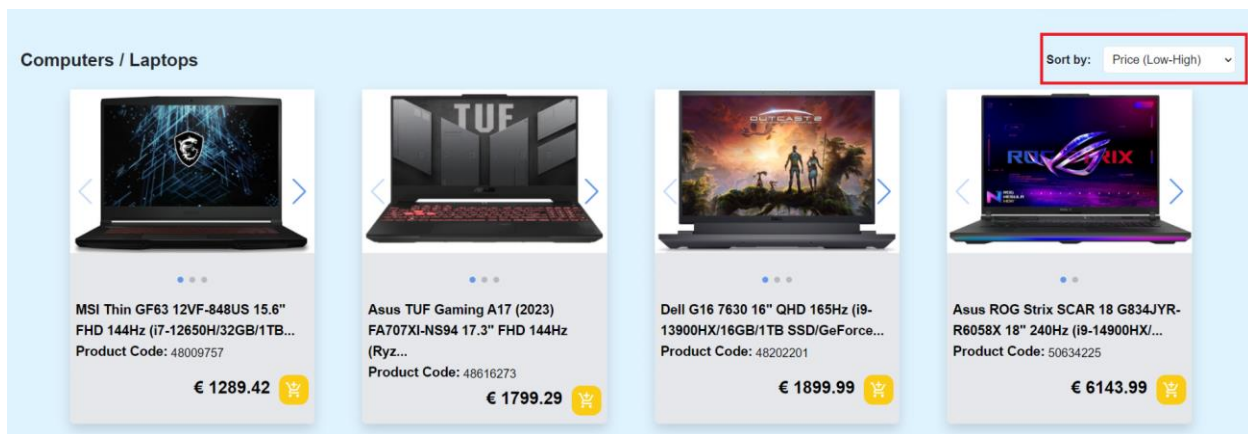 Computers / Laptops
Sort by: Price (Low-High)
TUF
OUTCAST 2
MSI Thin GF63 12VF-848US 15.6"
FHD 144Hz (i7-12650H/32GB/1TB...
Product Code: 48009757
€ 1289.42
Asus TUF Gaming A17 (2023)
FA707XI-NS94 17.3" FHD 144Hz
(Ryz...
Product Code: 48616273
€ 1799.29
Dell G16 7630 16" QHD 165Hz (i9-
13900HX/16GB/1TB SSD/GeForce...
Product Code: 48202201
€ 1899.99
Asus ROG Strix SCAR 18 G834JYR-
R6058X 18" 240Hz (i9-14900HX/...
Product Code: 50634225
€ 6143.99